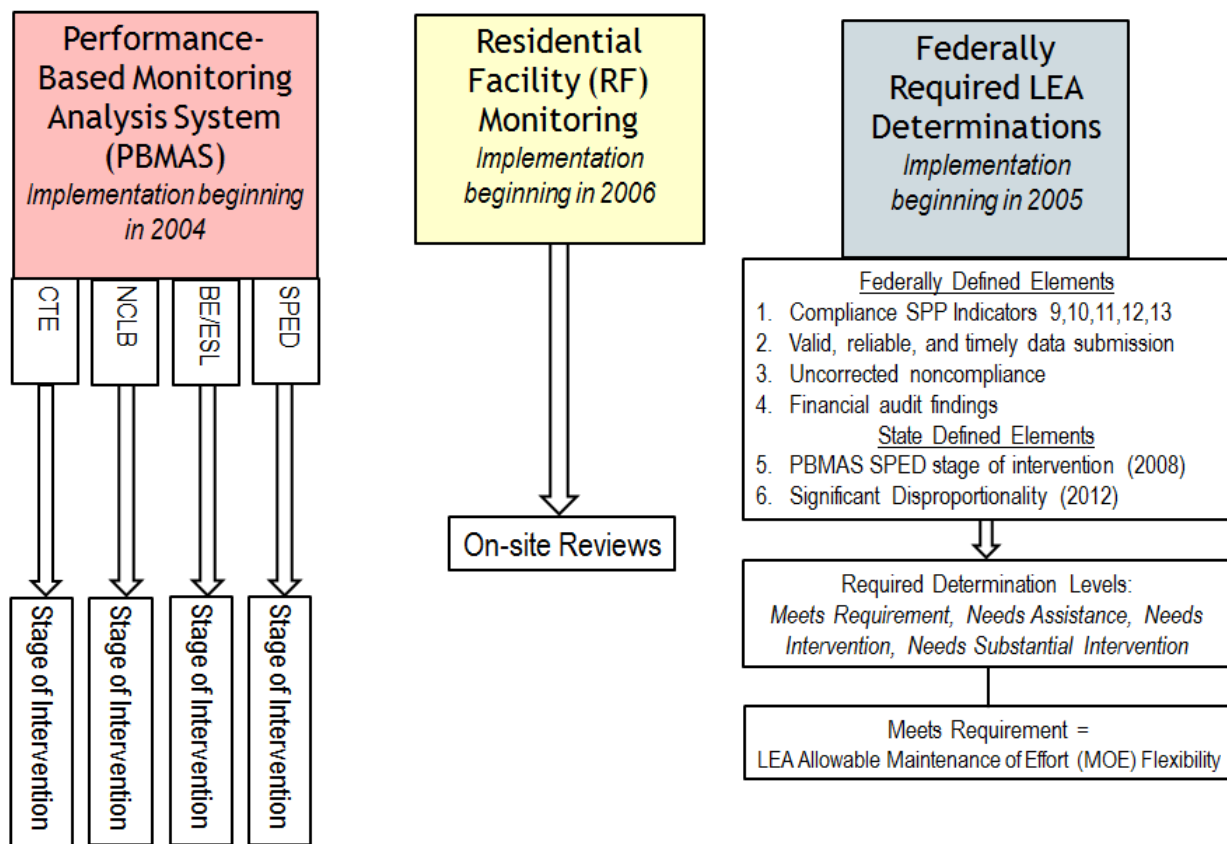 Performance-
Based Monitoring
Analysis System
(PBMAS)
Implementation beginning
in 2004
CTE
NCLB
BE/ESL
SPED
Stage of Intervention
Stage of Intervention
Stage of Intervention
Stage of Intervention
Residential
Facility (RF)
Monitoring
Implementation
beginning in 2006
On-site Reviews
Federally
Required LEA
Determinations
Implementation
beginning in 2005
Federally Defined Elements
1. Compliance SPP Indicators 9,10,11,12,13
2. Valid, reliable, and timely data submission
3. Uncorrected noncompliance
4. Financial audit findings
State Defined Elements
5. PBMAS SPED stage of intervention (2008)
6. Significant Disproportionality (2012)
Required Determination Levels:
Meets Requirement, Needs Assistance, Needs
Intervention, Needs Substantial Intervention
Meets Requirement =
LEA Allowable Maintenance of Effort (MOE) Flexibility